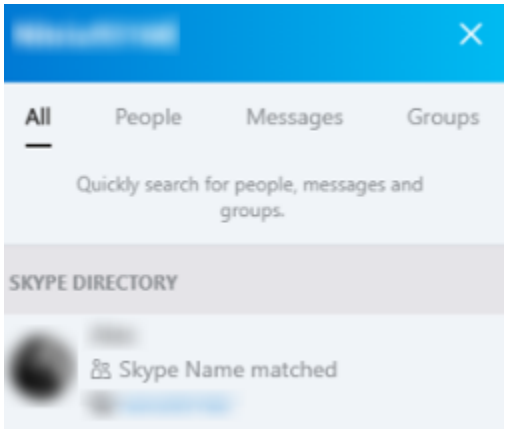 All People Messages Groups
Quickly search for people, messages and
groups.
SKYPE DIRECTORY
Skype Name matched